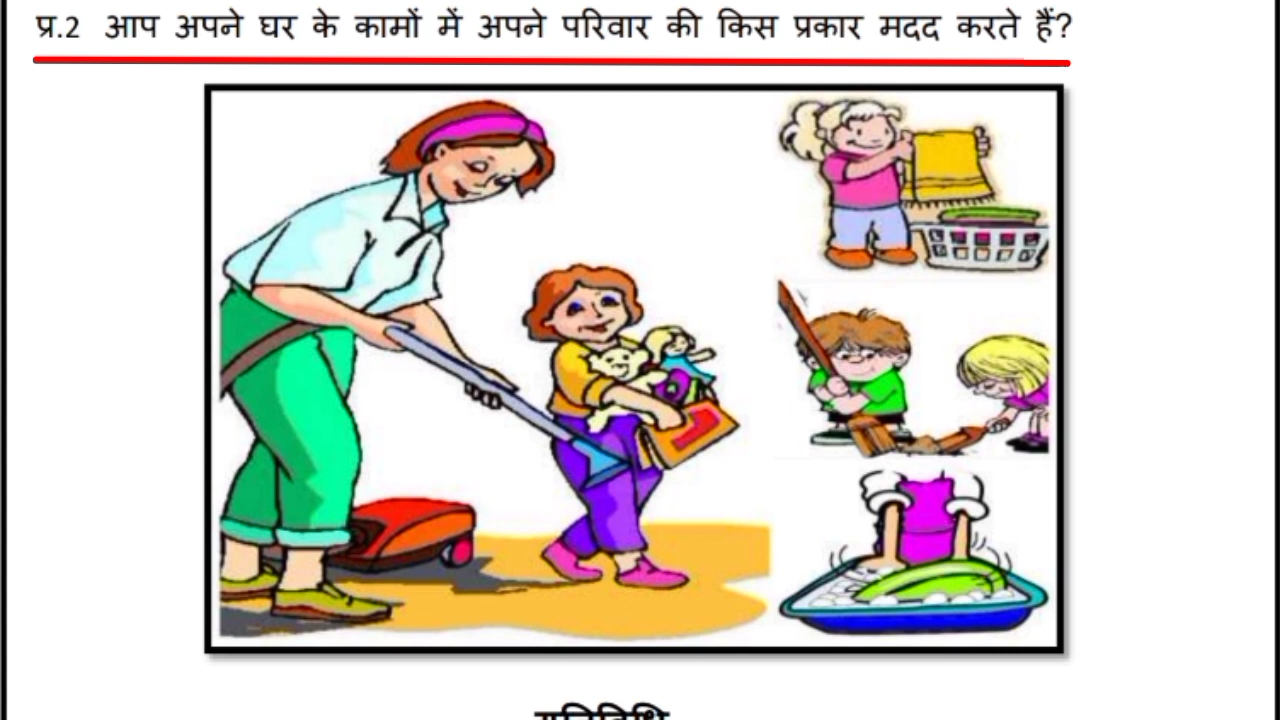 प्र.2 आप अपने घर के कामों में अपने परिवार की किस प्रकार मदद करते हैं?